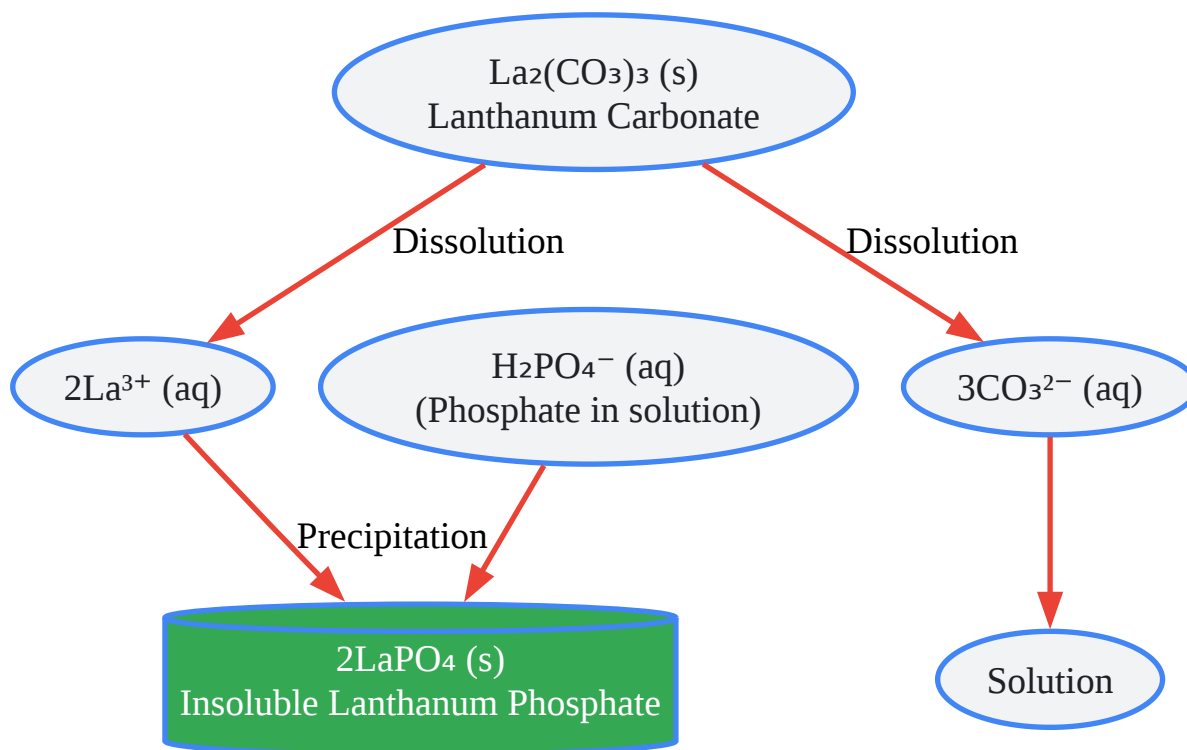 La₂(CO₃)₃ (s)
Lanthanum Carbonate
Dissolution
Dissolution
2La³⁺ (aq)
H₂PO₄⁻ (aq)
(Phosphate in solution)
3CO₃²⁻ (aq)
Precipitation
2LaPO₄ (s)
Insoluble Lanthanum Phosphate
Solution